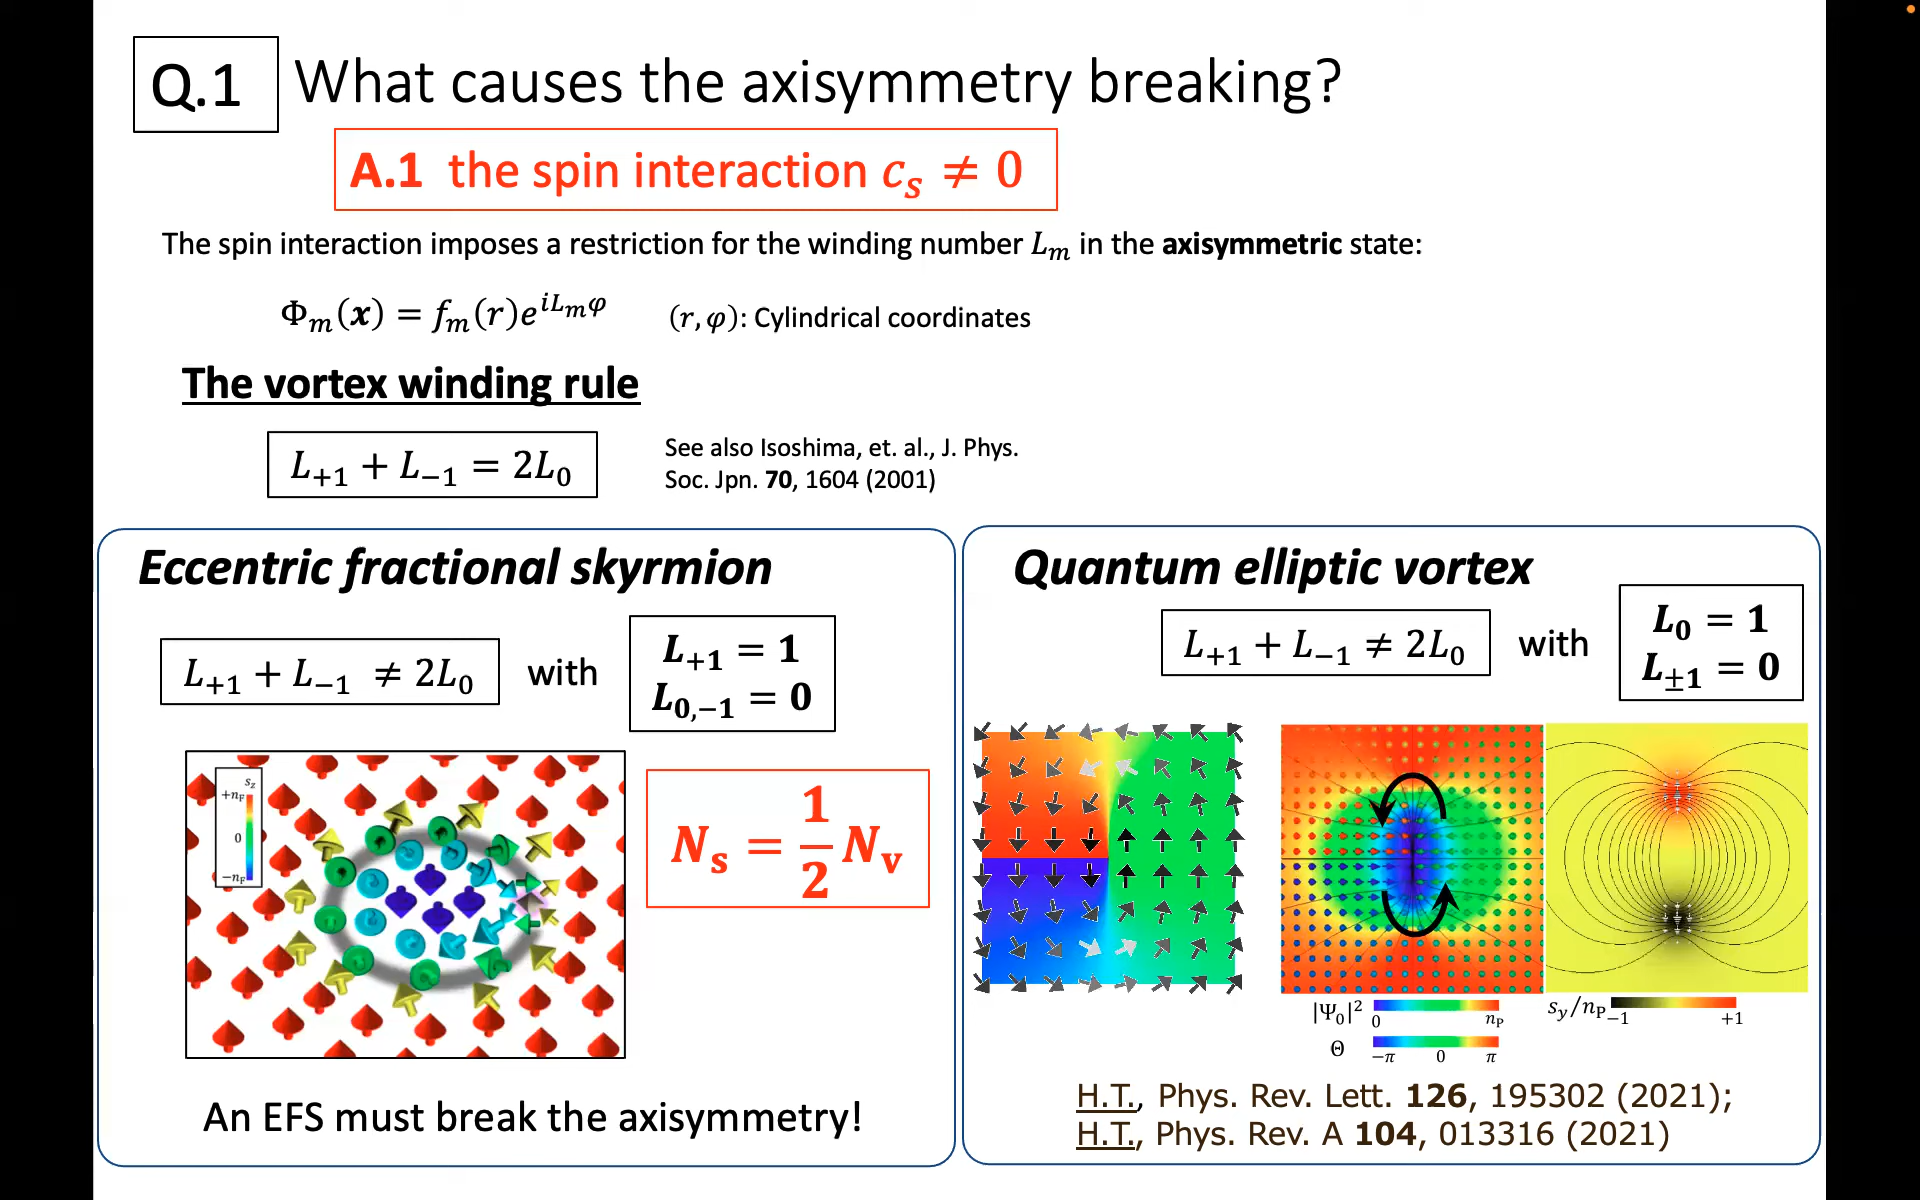 Q.1 What causes the axisymmetry breaking?
A.1 the spin interaction c_s ≠ 0
The spin interaction imposes a restriction for the winding number L_m in the axisymmetric state:
Φ_m(x) = f_m(r)e^{iL_mφ} (r, φ): Cylindrical coordinates
The vortex winding rule
L_{+1} + L_{-1} = 2L_0
See also Isoshima, et. al., J. Phys.
Soc. Jpn. 70, 1604 (2001)
Eccentric fractional skyrmion
L_{+1} + L_{-1} ≠ 2L_0 with
L_{+1} = 1
L_{0,-1} = 0
s_z
+n_F
0
−n_F
N_s = 1/2 N_v
An EFS must break the axisymmetry!
Quantum elliptic vortex
L_{+1} + L_{-1} ≠ 2L_0 with
L_0 = 1
L_{±1} = 0
|Ψ_0|^2 0 n_P
Θ −π 0 π
s_y/n_P −1 +1
H.T., Phys. Rev. Lett. 126, 195302 (2021);
H.T., Phys. Rev. A 104, 013316 (2021)